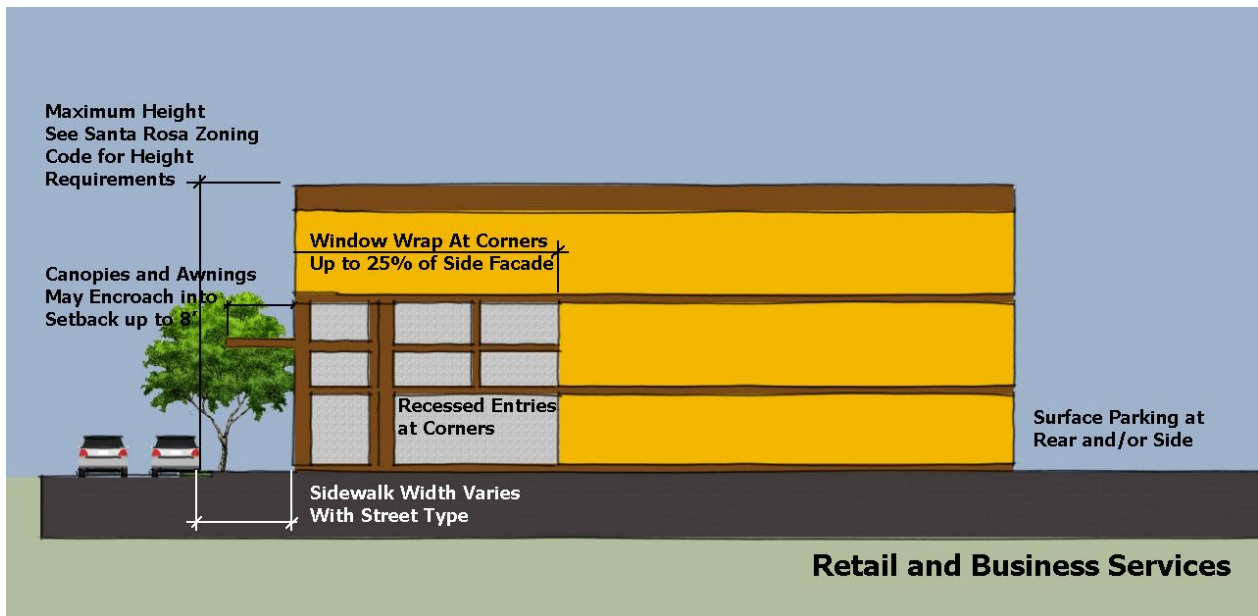 Maximum Height
See Santa Rosa Zoning
Code for Height
Requirements
Window Wrap At Corners
Up to 25% of Side Facade
Canopies and Awnings
May Encroach into
Setback up to 8'
Recessed Entries
at Corners
Surface Parking at
Rear and/or Side
Sidewalk Width Varies
With Street Type
Retail and Business Services